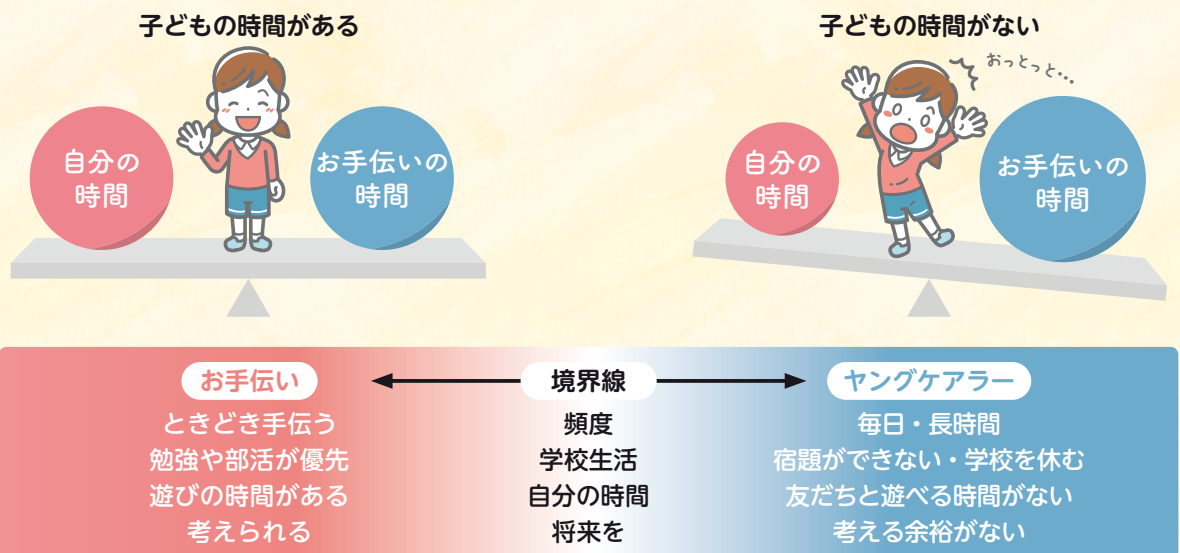 子どもの時間がある
自分の
時間
お手伝いの
時間
子どもの時間がない
おっとっと・・・
自分の
時間
お手伝いの
時間
お手伝い 境界線 ヤングケアラー
ときどき手伝う 頻度 毎日・長時間
勉強や部活が優先 学校生活 宿題ができない・学校を休む
遊びの時間がある 自分の時間 友だちと遊べる時間がない
考えられる 将来を 考える余裕がない